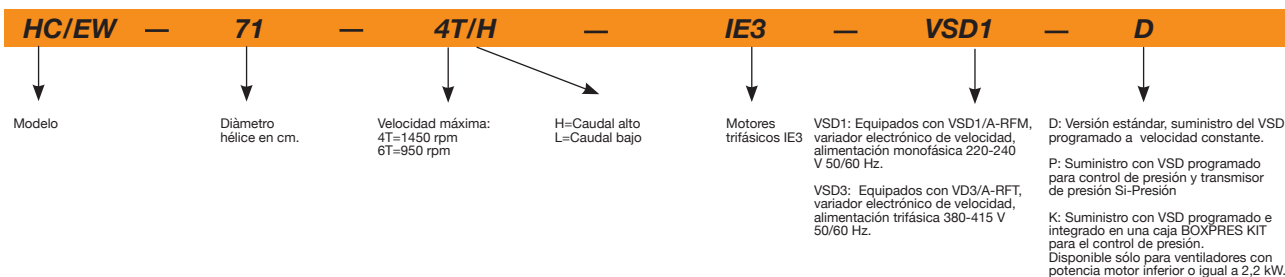 HC/EW — 71 — 4T/H — IE3 — VSD1 — D
Modelo
Diàmetro
hélice en cm.
Velocidad máxima:
4T=1450 rpm
6T=950 rpm
H=Caudal alto
L=Caudal bajo
Motores
trifásicos IE3
VSD1: Equipados con VSD1/A-RFM,
variador electrónico de velocidad,
alimentación monofásica 220-240
V 50/60 Hz.
VSD3: Equipados con VD3/A-RFT,
variador electrónico de velocidad,
alimentación trifásica 380-415 V
50/60 Hz.
D: Versión estándar, suministro del VSD
programado a velocidad constante.
P: Suministro con VSD programado
para control de presión y transmisor
de presión Si-Presión
K: Suministro con VSD programado e
integrado en una caja BOXPRES KIT
para el control de presión.
Disponible sólo para ventiladores con
potencia motor inferior o igual a 2,2 kW.